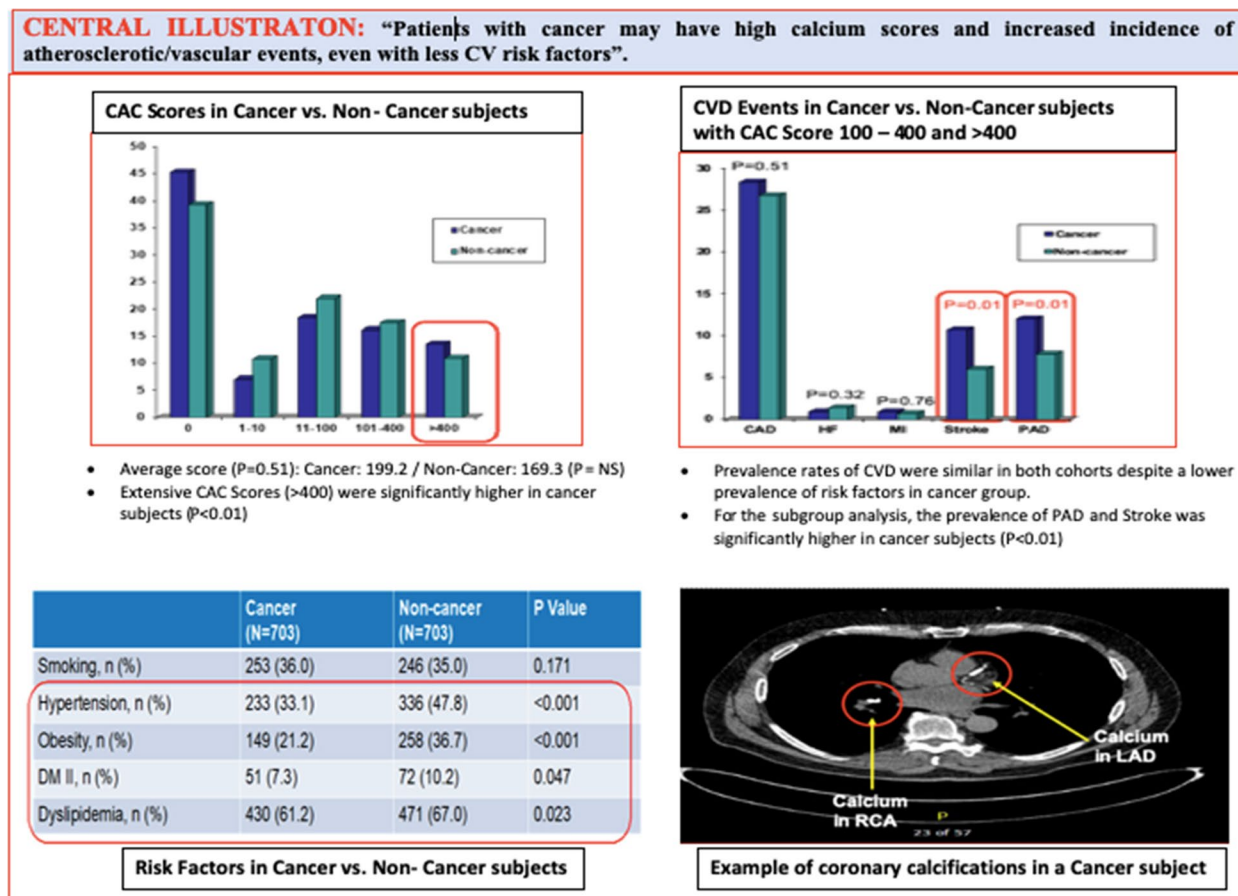 CENTRAL ILLUSTRATON: “Patients with cancer may have high calcium scores and increased incidence of
atherosclerotic/vascular events, even with less CV risk factors”.
CAC Scores in Cancer vs. Non - Cancer subjects
50
45
40
35
30
25
20
15
10
5
0
Cancer
Non-cancer
0 1-10 11-100 101-400 >400
• Average score (P=0.51): Cancer: 199.2 / Non-Cancer: 169.3 (P = NS)
• Extensive CAC Scores (>400) were significantly higher in cancer
subjects (P<0.01)
CVD Events in Cancer vs. Non-Cancer subjects
with CAC Score 100 – 400 and >400
30
25
20
15
10
5
0
P=0.51
Cancer
Non-cancer
P=0.01 P=0.01
P=0.32 P=0.76
CAD HF MI Stroke PAD
• Prevalence rates of CVD were similar in both cohorts despite a lower
prevalence of risk factors in cancer group.
• For the subgroup analysis, the prevalence of PAD and Stroke was
significantly higher in cancer subjects (P<0.01)
Cancer Non-cancer P Value
(N=703) (N=703)
Smoking, n (%) 253 (36.0) 246 (35.0) 0.171
Hypertension, n (%) 233 (33.1) 336 (47.8) <0.001
Obesity, n (%) 149 (21.2) 258 (36.7) <0.001
DM II, n (%) 51 (7.3) 72 (10.2) 0.047
Dyslipidemia, n (%) 430 (61.2) 471 (67.0) 0.023
Risk Factors in Cancer vs. Non- Cancer subjects
Calcium
in LAD
Calcium
in RCA
P
23 of 57
Example of coronary calcifications in a Cancer subject